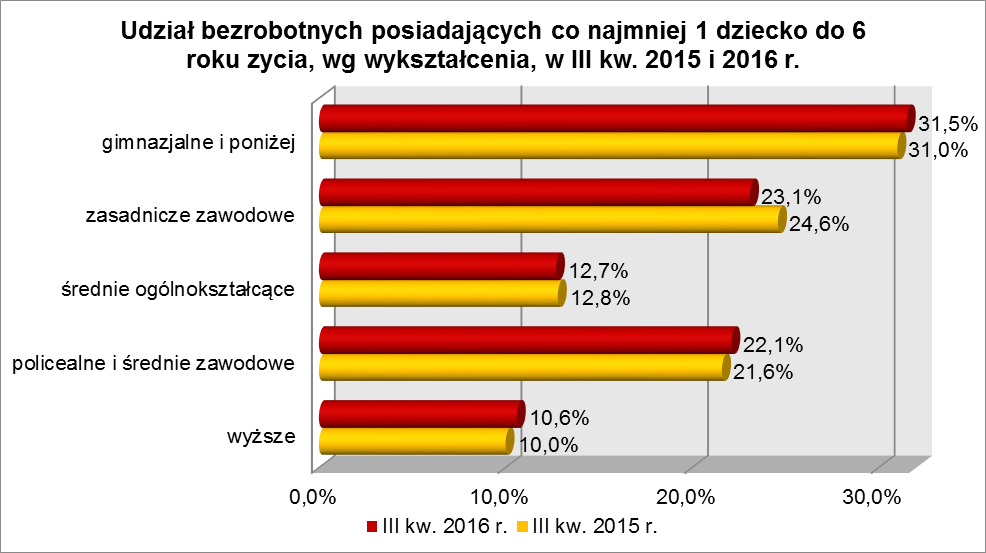 Udział bezrobotnych posiadających co najmniej 1 dziecko do 6
roku zycia, wg wykształcenia, w III kw. 2015 i 2016 r.
gimnazjalne i poniżej
31,5%
31,0%
zasadnicze zawodowe
23,1%
24,6%
średnie ogólnokształcące
12,7%
12,8%
policealne i średnie zawodowe
22,1%
21,6%
wyższe
10,6%
10,0%
0,0% 10,0% 20,0% 30,0%
III kw. 2016 r. III kw. 2015 r.